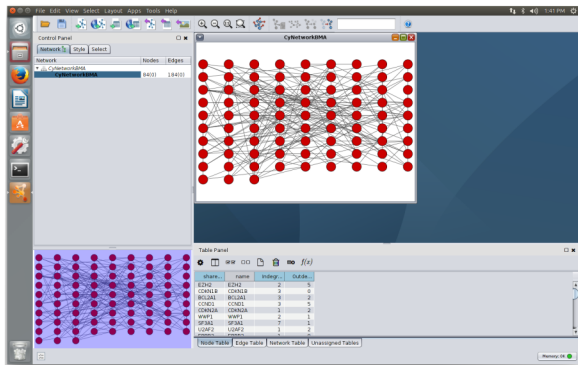 File Edit View Select Layout Apps Tools Help
1:41 PM
Control Panel
Network Style Select
Network Nodes Edges
CyNetworkBMA
CyNetworkBMA 84(0) 184(0)
CyNetworkBMA
Table Panel
f(x)
share... name Indegr... Outde...
EZH2 EZH2 2 5
CDKN1B CDKN1B 3 0
BCL2A1 BCL2A1 3 2
CCND1 CCND1 3 5
CDKN2A CDKN2A 1 2
WWP1 WWP1 2 1
SF3A1 SF3A1 7 1
U2AF2 U2AF2 1 2
Node Table Edge Table Network Table Unassigned Tables
Memory: OK